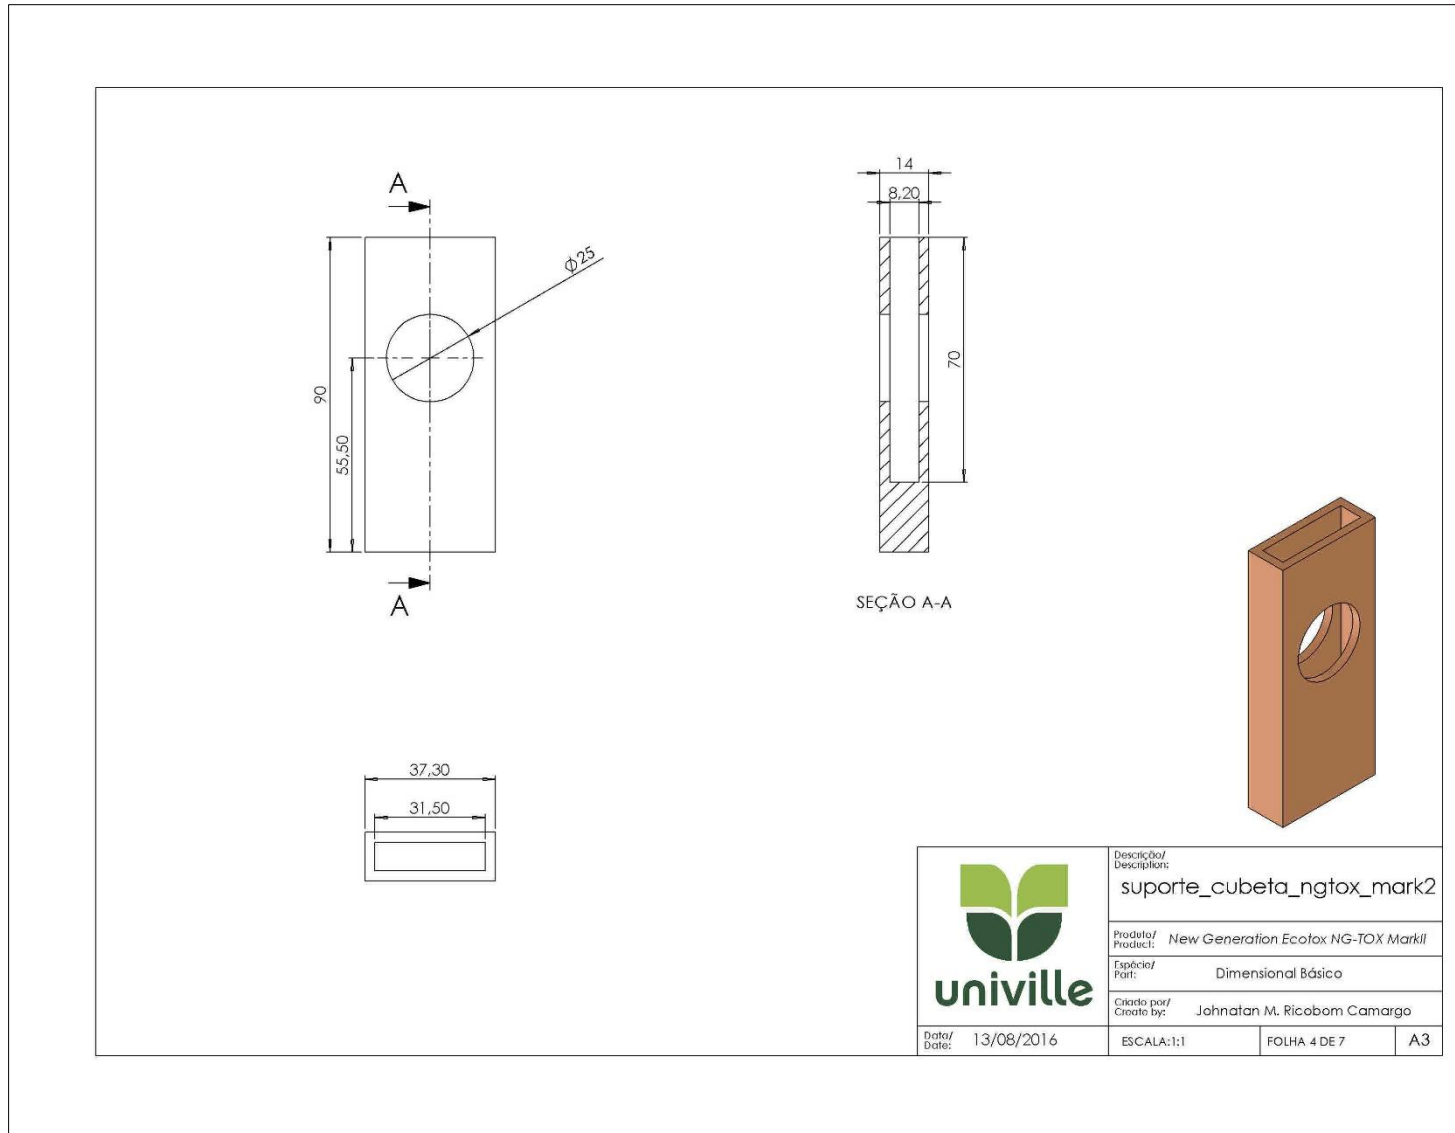 A
A
Φ25
90
55,50
14
8,20
70
SEÇÃO A-A
37,30
31,50
univille
Descrição/
Description:
suporte_cubeta_ngtox_mark2
Produto/
Product:
New Generation Ecotox NG-TOX MarkII
Espécie/
Part:
Dimensional Básico
Criado por/
Create by:
Johnatan M. Ricobom Camargo
Data/
Date:
13/08/2016
ESCALA:1:1
FOLHA 4 DE 7
A3